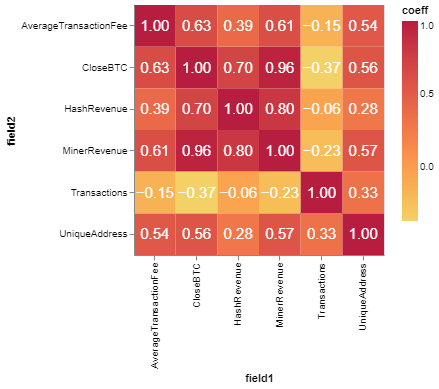 coeff
AverageTransactionFee 1.00 0.63 0.39 0.61 −0.15 0.54
CloseBTC 0.63 1.00 0.70 0.96 −0.37 0.56
HashRevenue 0.39 0.70 1.00 0.80 −0.06 0.28
MinerRevenue 0.61 0.96 0.80 1.00 −0.23 0.57
Transactions −0.15 −0.37 −0.06 −0.23 1.00 0.33
UniqueAddress 0.54 0.56 0.28 0.57 0.33 1.00
field2
AverageTransactionFee
CloseBTC
HashRevenue
MinerRevenue
Transactions
UniqueAddress
field1
1.0
0.5
0.0